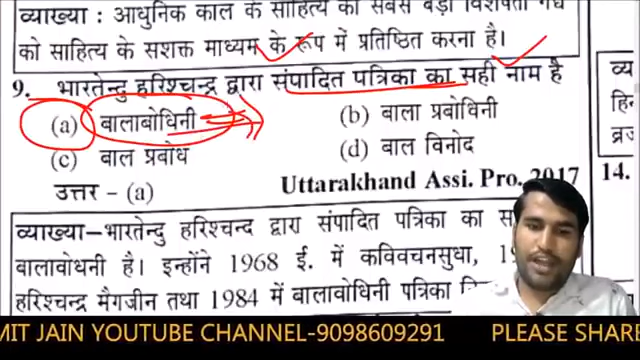 व्याख्या : आधुनिक काल के साहित्य की सबसे बड़ी विशेषता गद्य
को साहित्य के सशक्त माध्यम के रूप में प्रतिष्ठित करना है।
9. भारतेन्दु हरिश्चन्द्र द्वारा संपादित पत्रिका का सही नाम है
(a) बालाबोधिनी (b) बाला प्रबोधिनी
(c) बाल प्रबोध (d) बाल विनोद
उत्तर – (a) Uttarakhand Assi. Pro. 2017
व्याख्या–भारतेन्दु हरिश्चन्द द्वारा संपादित पत्रिका का
बालाबोधनी है। इन्होंने 1968 ई. में कविवचनसुधा,
हरिश्चन्द्र मैगजीन तथा 1984 में बालाबोधिनी पत्रिका
व्य
हिन
ब्रज
14.
MIT JAIN YOUTUBE CHANNEL-9098609291 PLEASE SHARE